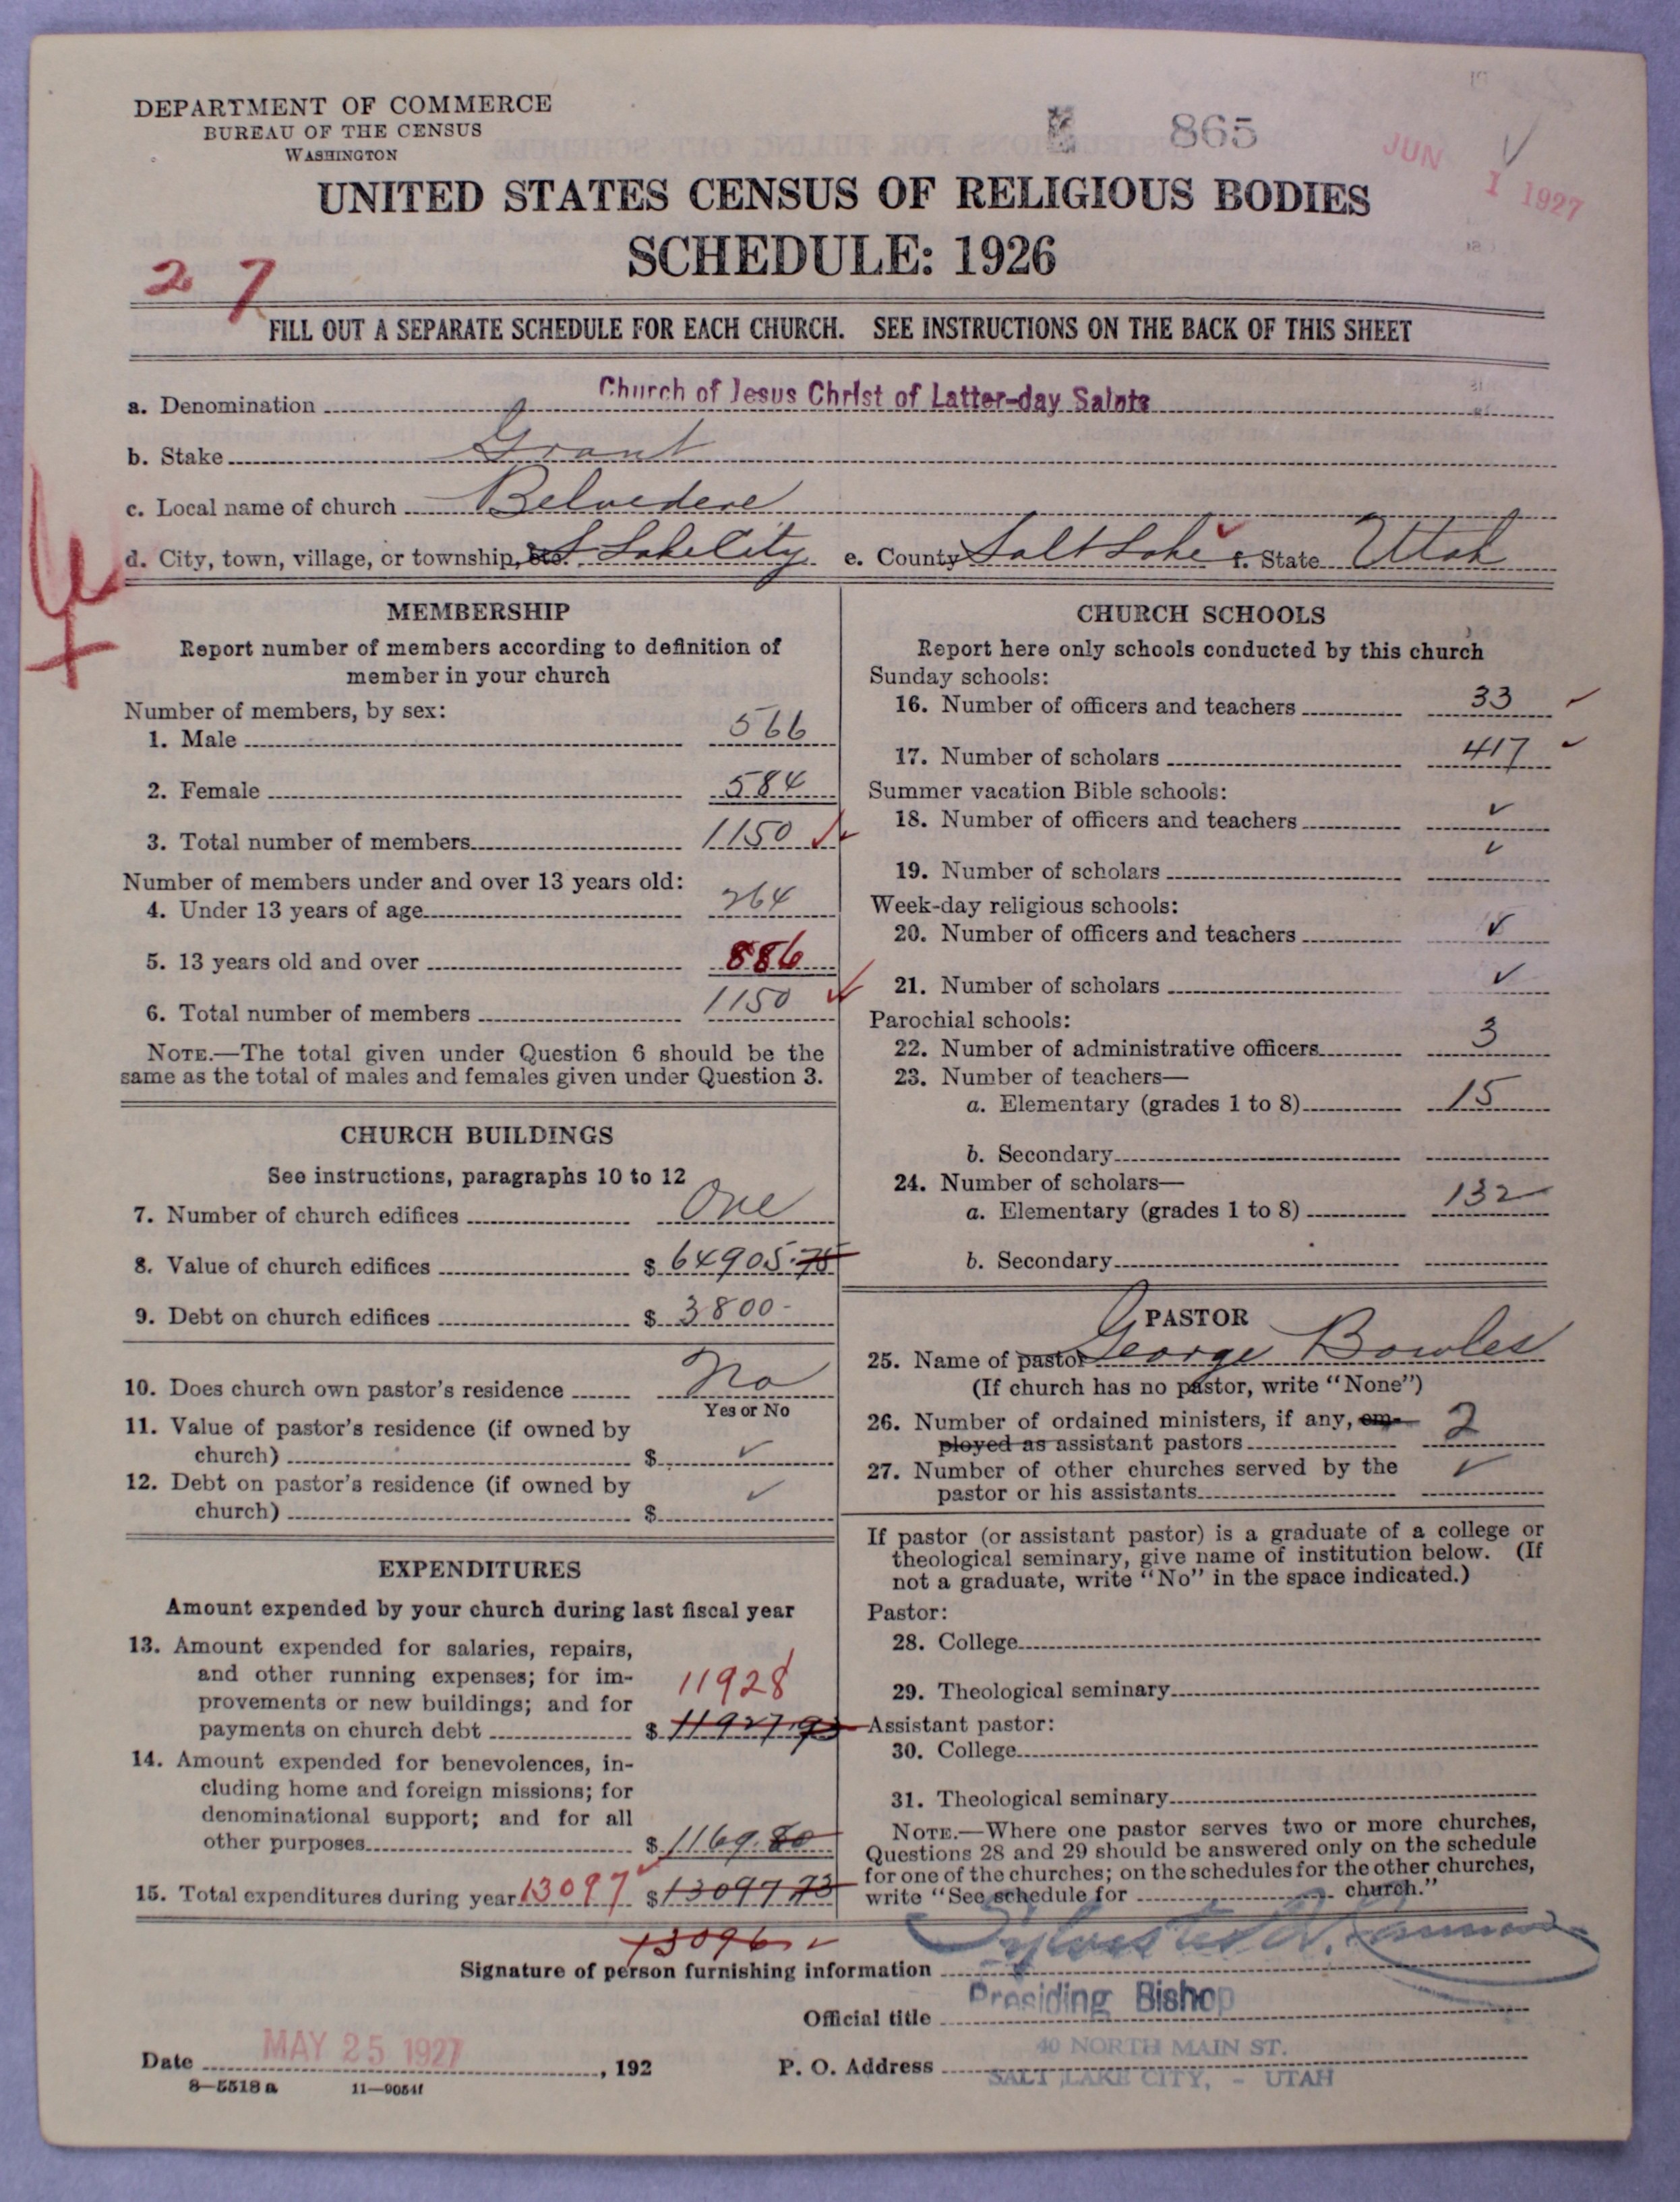 DEPARTMENT OF COMMERCE
BUREAU OF THE CENSUS
WASHINGTON
865
JUN 1 1927
UNITED STATES CENSUS OF RELIGIOUS BODIES
SCHEDULE: 1926
27
FILL OUT A SEPARATE SCHEDULE FOR EACH CHURCH. SEE INSTRUCTIONS ON THE BACK OF THIS SHEET
a. Denomination Church of Jesus Christ of Latter-day Saints
b. Stake Grant
c. Local name of church Belvedere
d. City, town, village, or township, etc. S Lake City e. County Salt Lake f. State Utah
MEMBERSHIP
Report number of members according to definition of
member in your church
Number of members, by sex:
1. Male 566
2. Female 584
3. Total number of members 1150
Number of members under and over 13 years old:
4. Under 13 years of age 264
5. 13 years old and over 886
6. Total number of members 1150
NOTE.—The total given under Question 6 should be the
same as the total of males and females given under Question 3.
CHURCH BUILDINGS
See instructions, paragraphs 10 to 12
7. Number of church edifices One
8. Value of church edifices $ 64905.75
9. Debt on church edifices $ 3800-
10. Does church own pastor's residence No
Yes or No
11. Value of pastor's residence (if owned by
church) $ ✓
12. Debt on pastor's residence (if owned by
church) $ ✓
EXPENDITURES
Amount expended by your church during last fiscal year
13. Amount expended for salaries, repairs,
and other running expenses; for im-
provements or new buildings; and for 11928
payments on church debt $ 11927.93
14. Amount expended for benevolences, in-
cluding home and foreign missions; for
denominational support; and for all
other purposes $ 1169.80
15. Total expenditures during year 13097 $ 13097 73
13096
CHURCH SCHOOLS
Report here only schools conducted by this church
Sunday schools:
16. Number of officers and teachers 33
17. Number of scholars 417
Summer vacation Bible schools:
18. Number of officers and teachers ✓
19. Number of scholars ✓
Week-day religious schools:
20. Number of officers and teachers ✓
21. Number of scholars ✓
Parochial schools:
22. Number of administrative officers 3
23. Number of teachers—
a. Elementary (grades 1 to 8) 15
b. Secondary
24. Number of scholars—
a. Elementary (grades 1 to 8) 132
b. Secondary
PASTOR
25. Name of pastor George Bowles
(If church has no pastor, write "None")
26. Number of ordained ministers, if any, em-
ployed as assistant pastors 2
27. Number of other churches served by the
pastor or his assistants ✓
If pastor (or assistant pastor) is a graduate of a college or
theological seminary, give name of institution below. (If
not a graduate, write "No" in the space indicated.)
Pastor:
28. College
29. Theological seminary
Assistant pastor:
30. College
31. Theological seminary
NOTE.—Where one pastor serves two or more churches,
Questions 28 and 29 should be answered only on the schedule
for one of the churches; on the schedules for the other churches,
write "See schedule for church."
Signature of person furnishing information Sylvester Q. Cannon
Official title Presiding Bishop
Date MAY 25 1927, 192
P. O. Address 40 NORTH MAIN ST.
SALT LAKE CITY, - UTAH
8—5518 a 11—9054f